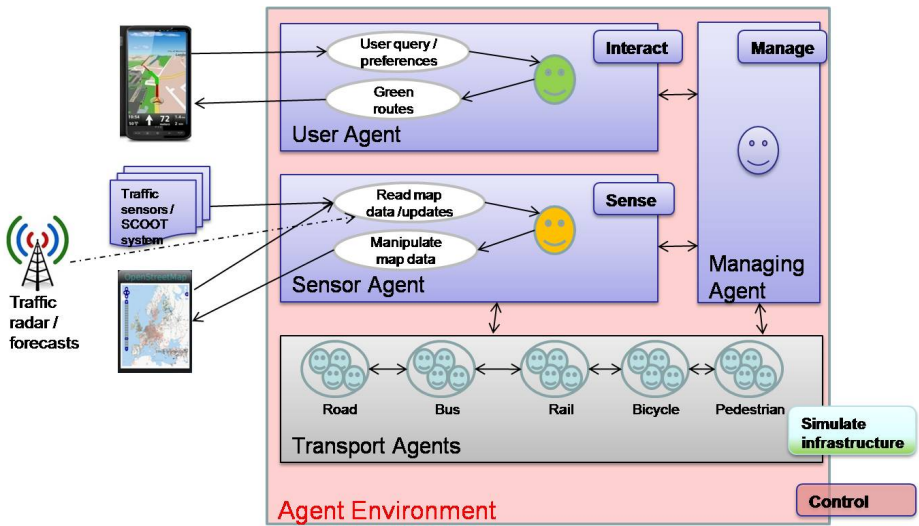 User query /
preferences
Interact
Manage
Green
routes
User Agent
Traffic
sensors /
SCOOT
system
Read map
data /updates
Sense
Manipulate
map data
Sensor Agent
Managing
Agent
Traffic
radar /
forecasts
OpenStreetMap
Road
Bus
Rail
Bicycle
Pedestrian
Transport Agents
Simulate
infrastructure
Agent Environment
Control
72